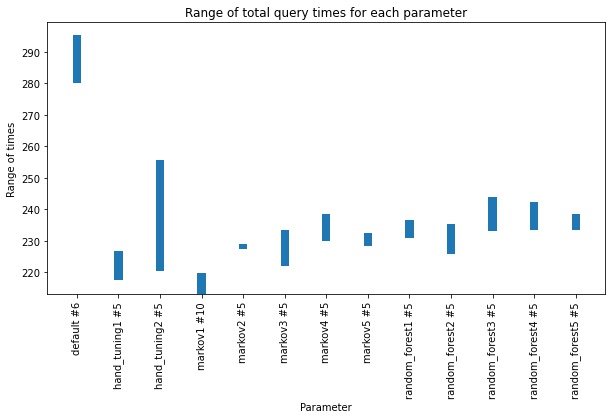 Range of total query times for each parameter
Range of times
290
280
270
260
250
240
230
220
default #6
hand_tuning1 #5
hand_tuning2 #5
markov1 #10
markov2 #5
markov3 #5
markov4 #5
markov5 #5
random_forest1 #5
random_forest2 #5
random_forest3 #5
random_forest4 #5
random_forest5 #5
Parameter